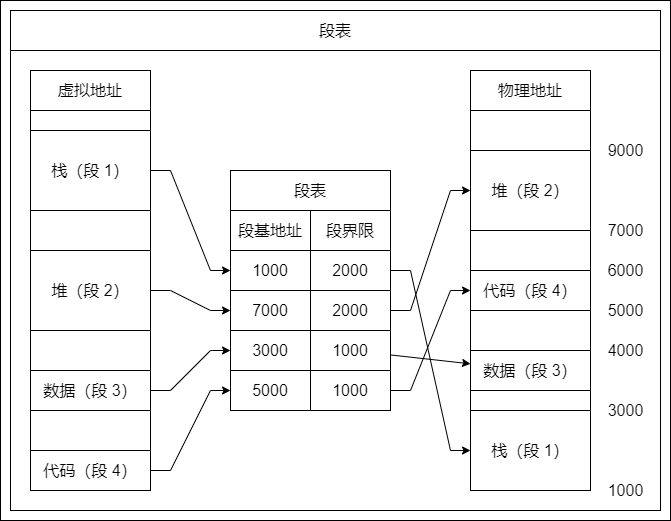 段表
虚拟地址
栈（段 1）
堆（段 2）
数据（段 3）
代码（段 4）
段表
段基地址 段界限
1000 2000
7000 2000
3000 1000
5000 1000
物理地址
9000
堆（段 2）
7000
6000
代码（段 4）
5000
4000
数据（段 3）
3000
栈（段 1）
1000